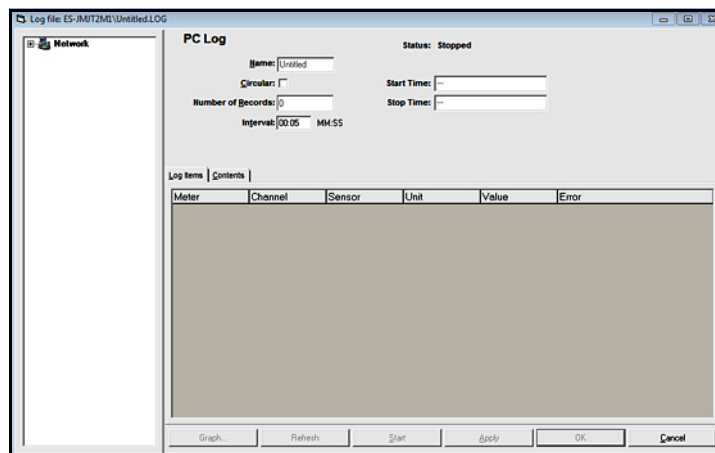 Log file: ES-JMJT2M1\Untitled.LOG
Network
PC Log
Status: Stopped
Name: Untitled
Circular:
Start Time: ---
Number of Records: 0
Stop Time: ---
Interval: 00:05 MM:SS
Log Items Contents
Meter Channel Sensor Unit Value Error
Graph... Refresh Start Apply OK Cancel